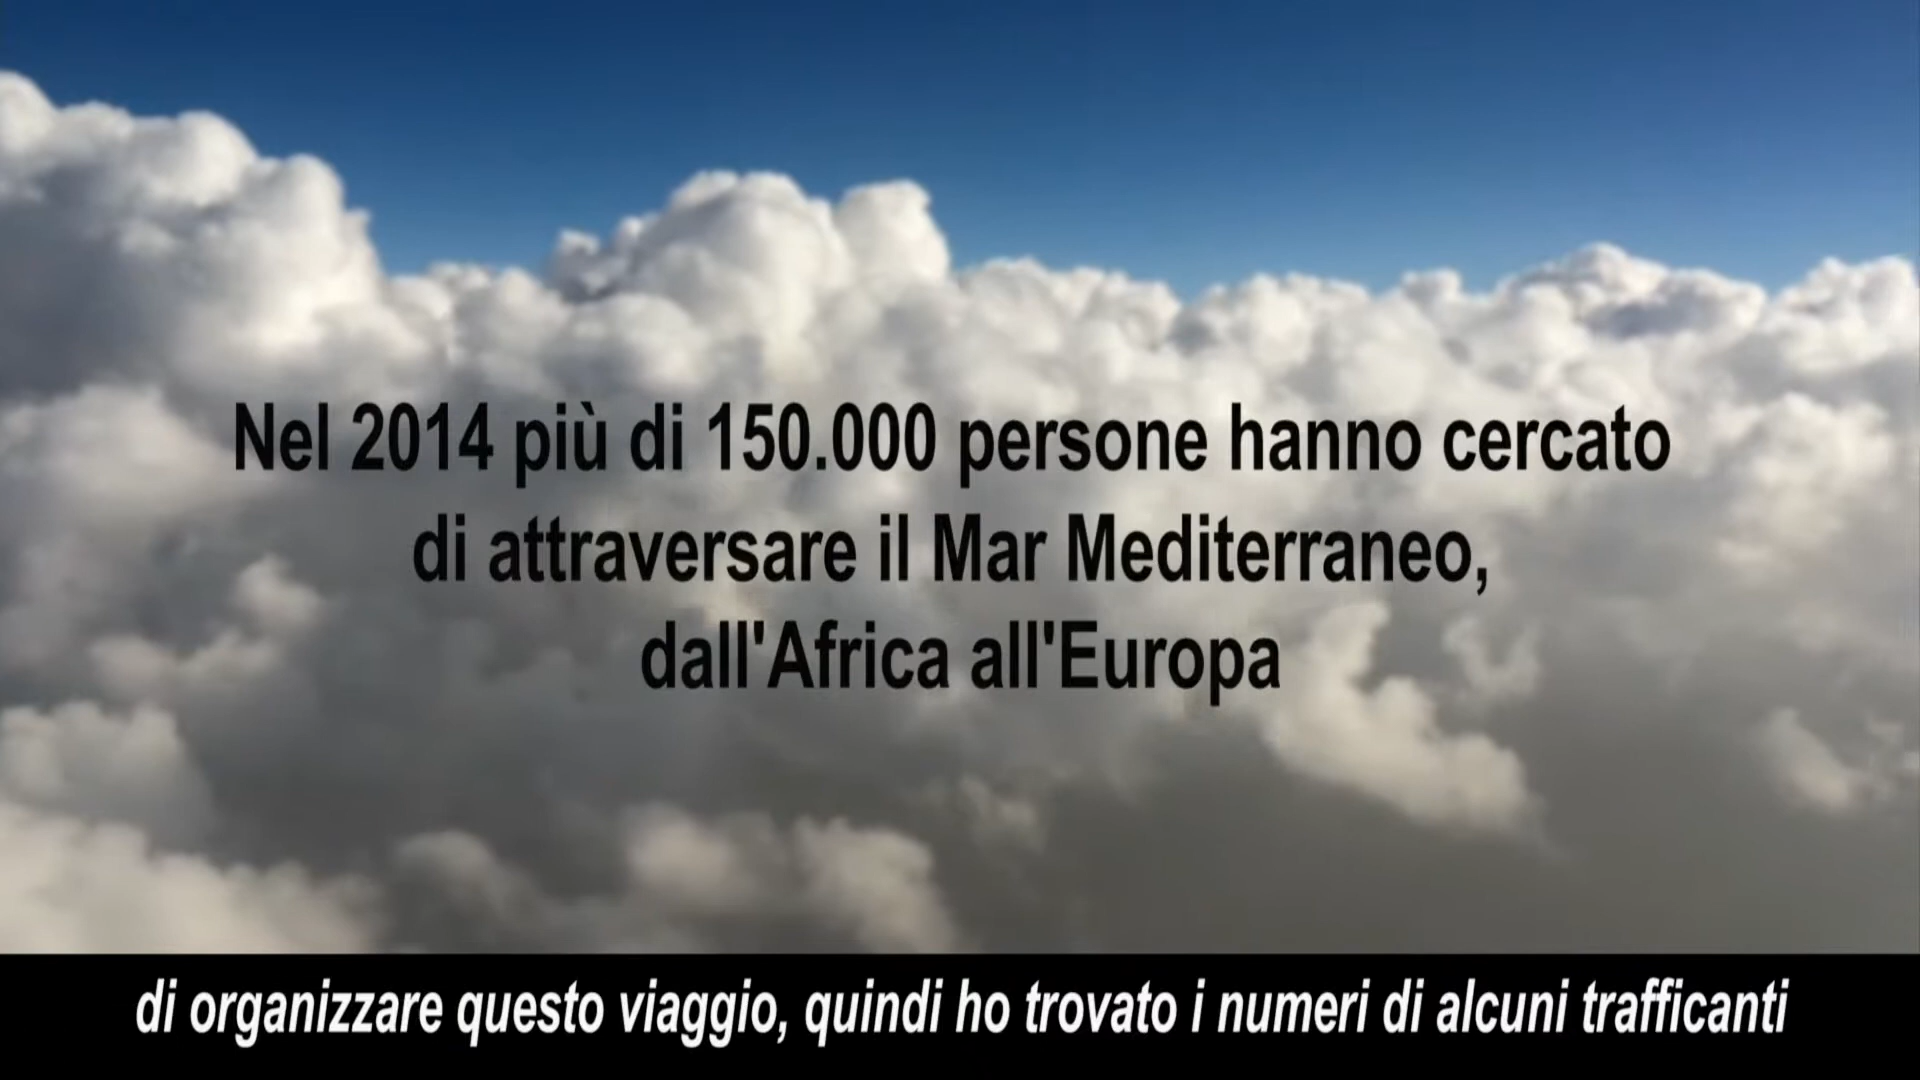 Nel 2014 più di 150.000 persone hanno cercato
di attraversare il Mar Mediterraneo,
dall'Africa all'Europa
di organizzare questo viaggio, quindi ho trovato i numeri di alcuni trafficanti